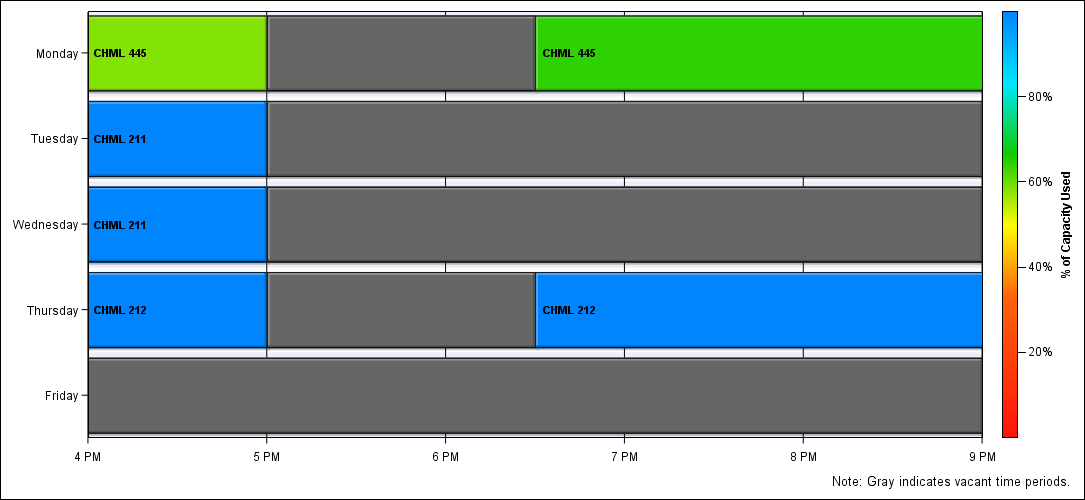 Monday
CHML 445
CHML 445
Tuesday
CHML 211
Wednesday
CHML 211
Thursday
CHML 212
CHML 212
Friday
4 PM
5 PM
6 PM
7 PM
8 PM
9 PM
80%
60%
40%
20%
% of Capacity Used
Note: Gray indicates vacant time periods.